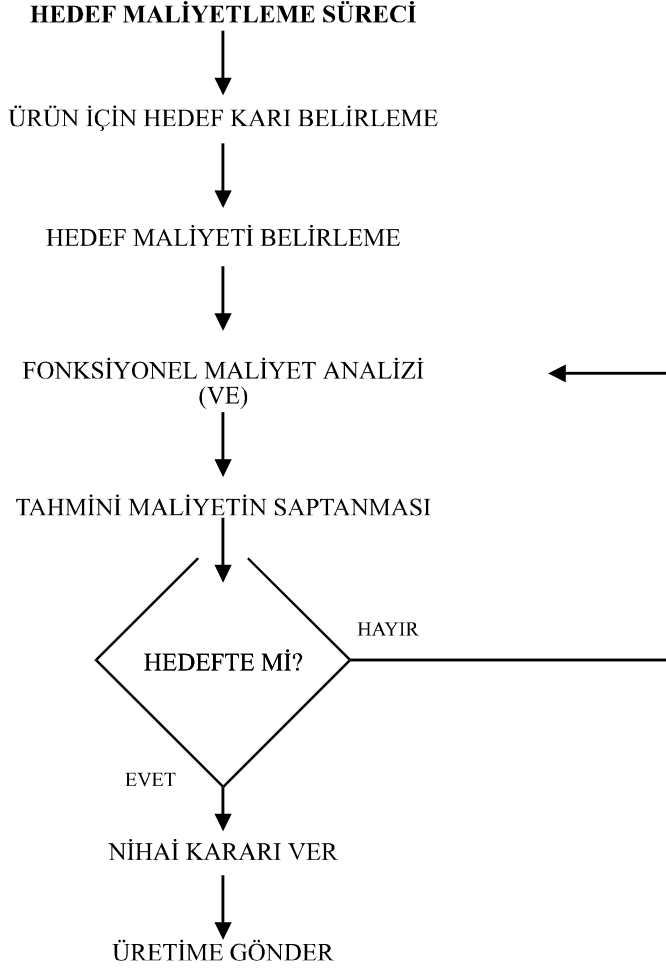 HEDEF MALİYETLEME SÜRECİ
ÜRÜN İÇİN HEDEF KARI BELİRLEME
HEDEF MALİYETİ BELİRLEME
FONKSİYONEL MALİYET ANALİZİ
(VE)
TAHMİNİ MALİYETİN SAPTANMASI
HAYIR
HEDEFTE Mİ?
EVET
NİHAİ KARARI VER
ÜRETİME GÖNDER